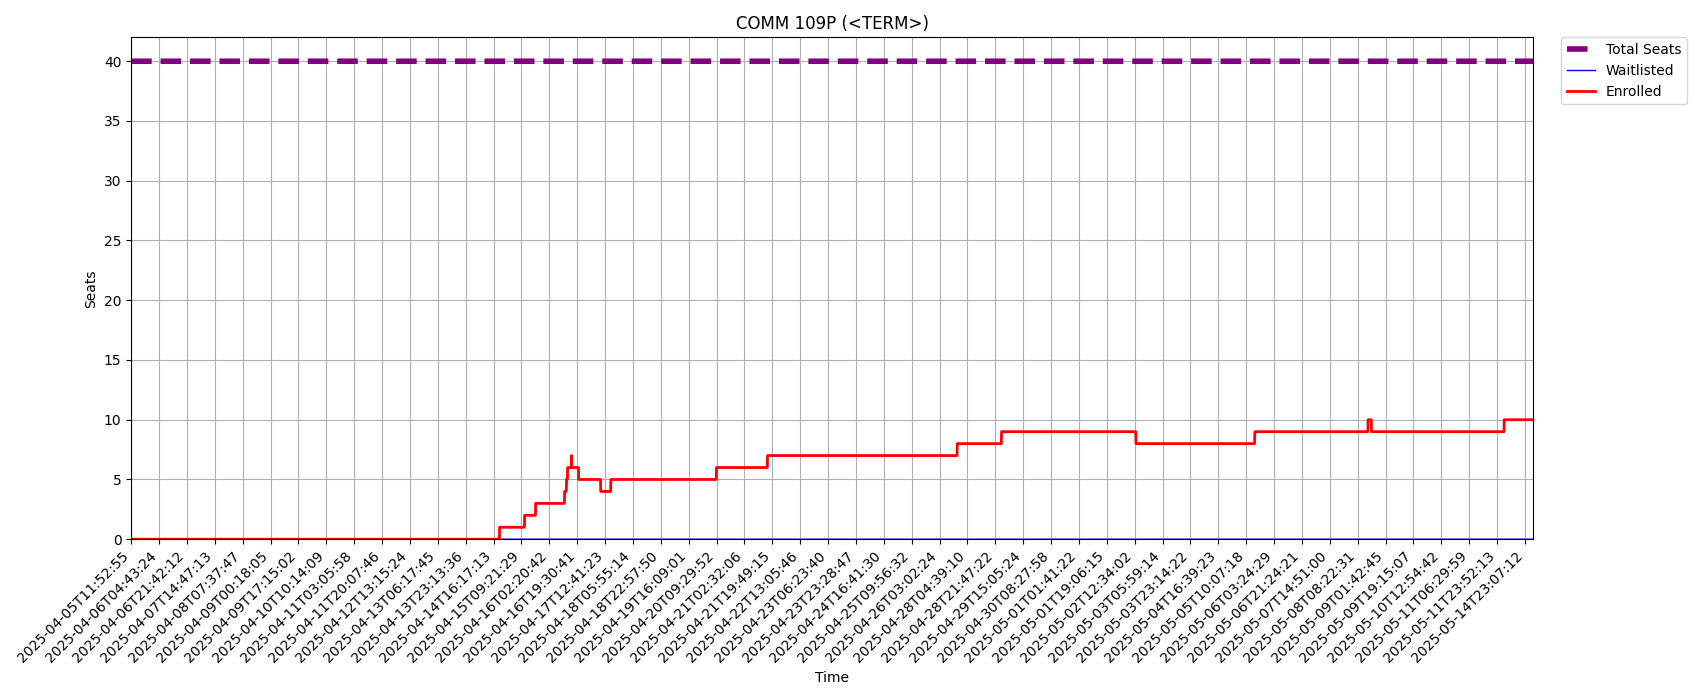 COMM 109P (<TERM>)
Total Seats
Waitlisted
Enrolled
Seats
40
35
30
25
20
15
10
5
0
2025-04-05T11:52:55
2025-04-06T04:43:24
2025-04-06T21:42:12
2025-04-07T14:47:13
2025-04-08T07:37:47
2025-04-09T00:18:05
2025-04-09T17:15:02
2025-04-10T10:14:09
2025-04-11T03:05:58
2025-04-11T20:07:46
2025-04-12T13:15:24
2025-04-13T06:17:45
2025-04-13T23:13:36
2025-04-14T16:17:13
2025-04-15T09:21:29
2025-04-16T02:20:42
2025-04-16T19:30:41
2025-04-17T12:41:23
2025-04-18T05:55:14
2025-04-18T22:57:50
2025-04-19T16:09:01
2025-04-20T09:29:52
2025-04-21T02:32:06
2025-04-21T19:49:15
2025-04-22T13:05:46
2025-04-23T06:23:40
2025-04-23T23:28:47
2025-04-24T16:41:30
2025-04-25T09:56:32
2025-04-26T03:02:24
2025-04-28T04:39:10
2025-04-28T21:47:22
2025-04-29T15:05:24
2025-04-30T08:27:58
2025-05-01T01:41:22
2025-05-01T19:06:15
2025-05-02T12:34:02
2025-05-03T05:59:14
2025-05-03T23:14:22
2025-05-04T16:39:23
2025-05-05T10:07:18
2025-05-06T03:24:29
2025-05-06T21:24:21
2025-05-07T14:51:00
2025-05-08T08:22:31
2025-05-09T01:42:45
2025-05-09T19:15:07
2025-05-10T12:54:42
2025-05-11T06:29:59
2025-05-11T23:52:13
2025-05-14T23:07:12
Time